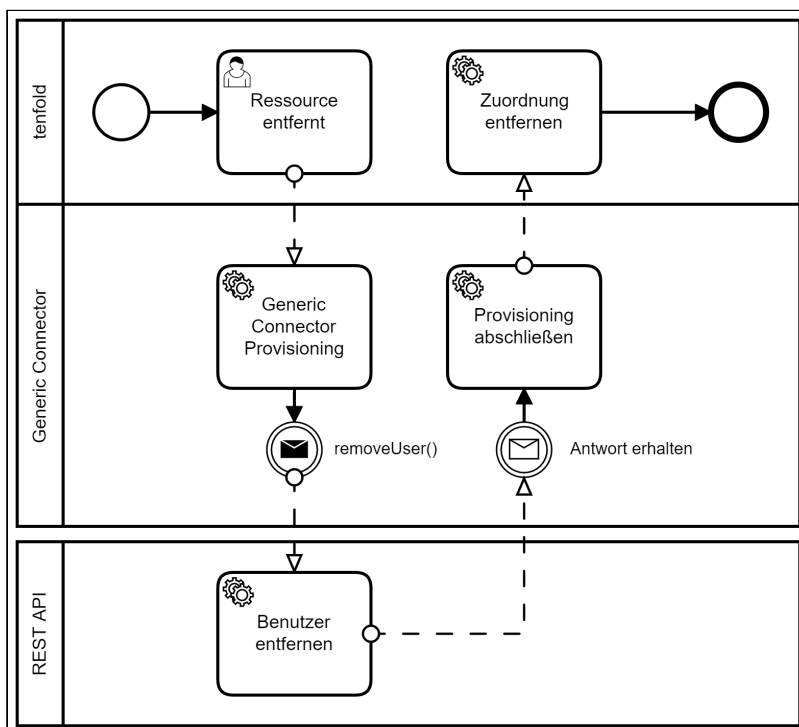 tenfold
Ressource
entfernt
Zuordnung
entfernen
Generic Connector
Generic
Connector
Provisioning
Provisioning
abschließen
removeUser()
Antwort erhalten
REST API
Benutzer
entfernen